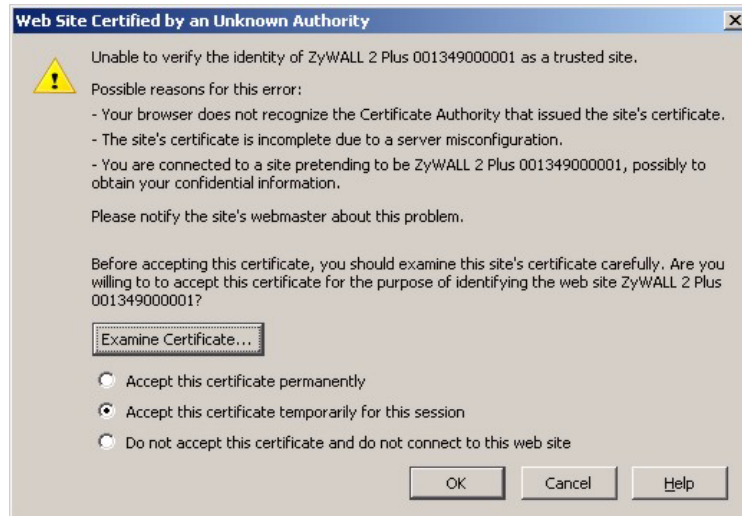 Web Site Certified by an Unknown Authority
Unable to verify the identity of ZyWALL 2 Plus 001349000001 as a trusted site.
Possible reasons for this error:
- Your browser does not recognize the Certificate Authority that issued the site's certificate.
- The site's certificate is incomplete due to a server misconfiguration.
- You are connected to a site pretending to be ZyWALL 2 Plus 001349000001, possibly to
obtain your confidential information.
Please notify the site's webmaster about this problem.
Before accepting this certificate, you should examine this site's certificate carefully. Are you
willing to to accept this certificate for the purpose of identifying the web site ZyWALL 2 Plus
001349000001?
Examine Certificate...
Accept this certificate permanently
Accept this certificate temporarily for this session
Do not accept this certificate and do not connect to this web site
OK Cancel Help